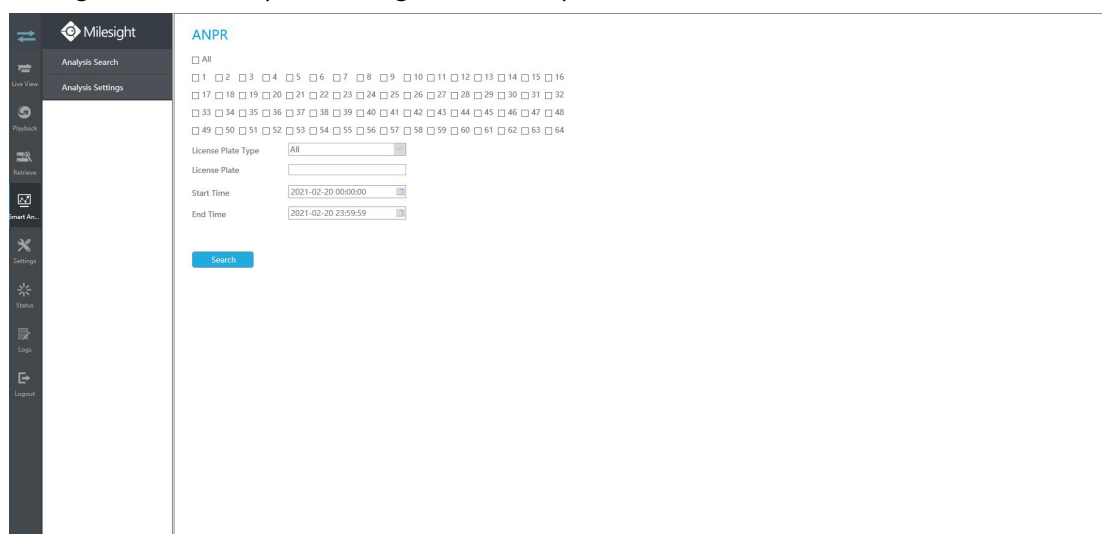 Milesight
Analysis Search
Analysis Settings
Live View
Playback
Retrieve
Smart An...
Settings
Status
Logs
Logout
ANPR
All
1 2 3 4 5 6 7 8 9 10 11 12 13 14 15 16
17 18 19 20 21 22 23 24 25 26 27 28 29 30 31 32
33 34 35 36 37 38 39 40 41 42 43 44 45 46 47 48
49 50 51 52 53 54 55 56 57 58 59 60 61 62 63 64
License Plate Type All
License Plate
Start Time 2021-02-20 00:00:00
End Time 2021-02-20 23:59:59
Search